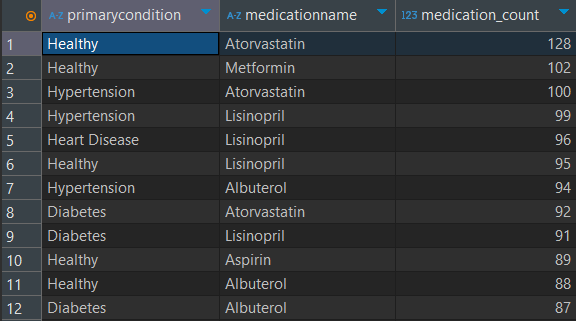 A-Z primarycondition A-Z medicationname 123 medication_count
1 Healthy Atorvastatin 128
2 Healthy Metformin 102
3 Hypertension Atorvastatin 100
4 Hypertension Lisinopril 99
5 Heart Disease Lisinopril 96
6 Healthy Lisinopril 95
7 Hypertension Albuterol 94
8 Diabetes Atorvastatin 92
9 Diabetes Lisinopril 91
10 Healthy Aspirin 89
11 Healthy Albuterol 88
12 Diabetes Albuterol 87